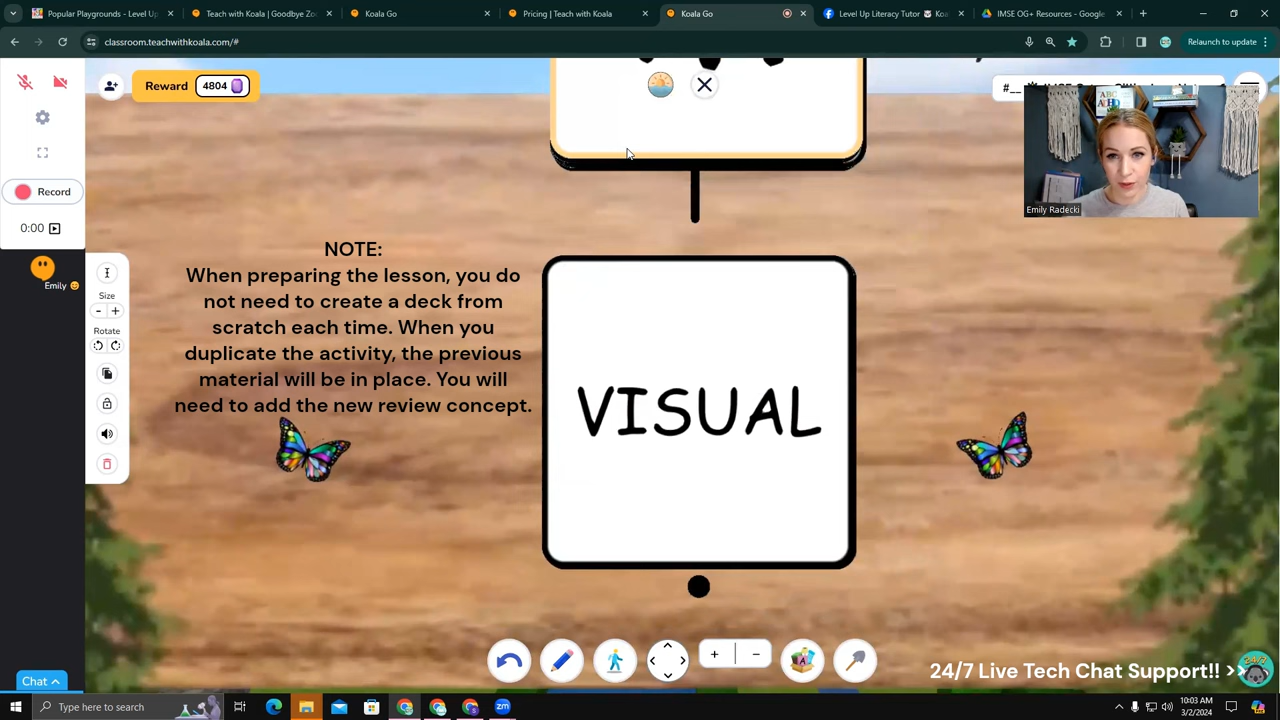 Popular Playgrounds - Level Up
Teach with Koala | Goodbye Zo
Koala Go
Pricing | Teach with Koala
Koala Go
Level Up Literacy Tutor
IMSE OG+ Resources - Google
classroom.teachwithkoala.com/#
Relaunch to update
Reward
4804
#__
Record
0:00
Emily
Emily Radecki
Size
Rotate
NOTE:
When preparing the lesson, you do
not need to create a deck from
scratch each time. When you
duplicate the activity, the previous
material will be in place. You will
need to add the new review concept.
VISUAL
24/7 Live Tech Chat Support!! >>
24/7
Chat
Type here to search
10:03 AM
3/2/2024